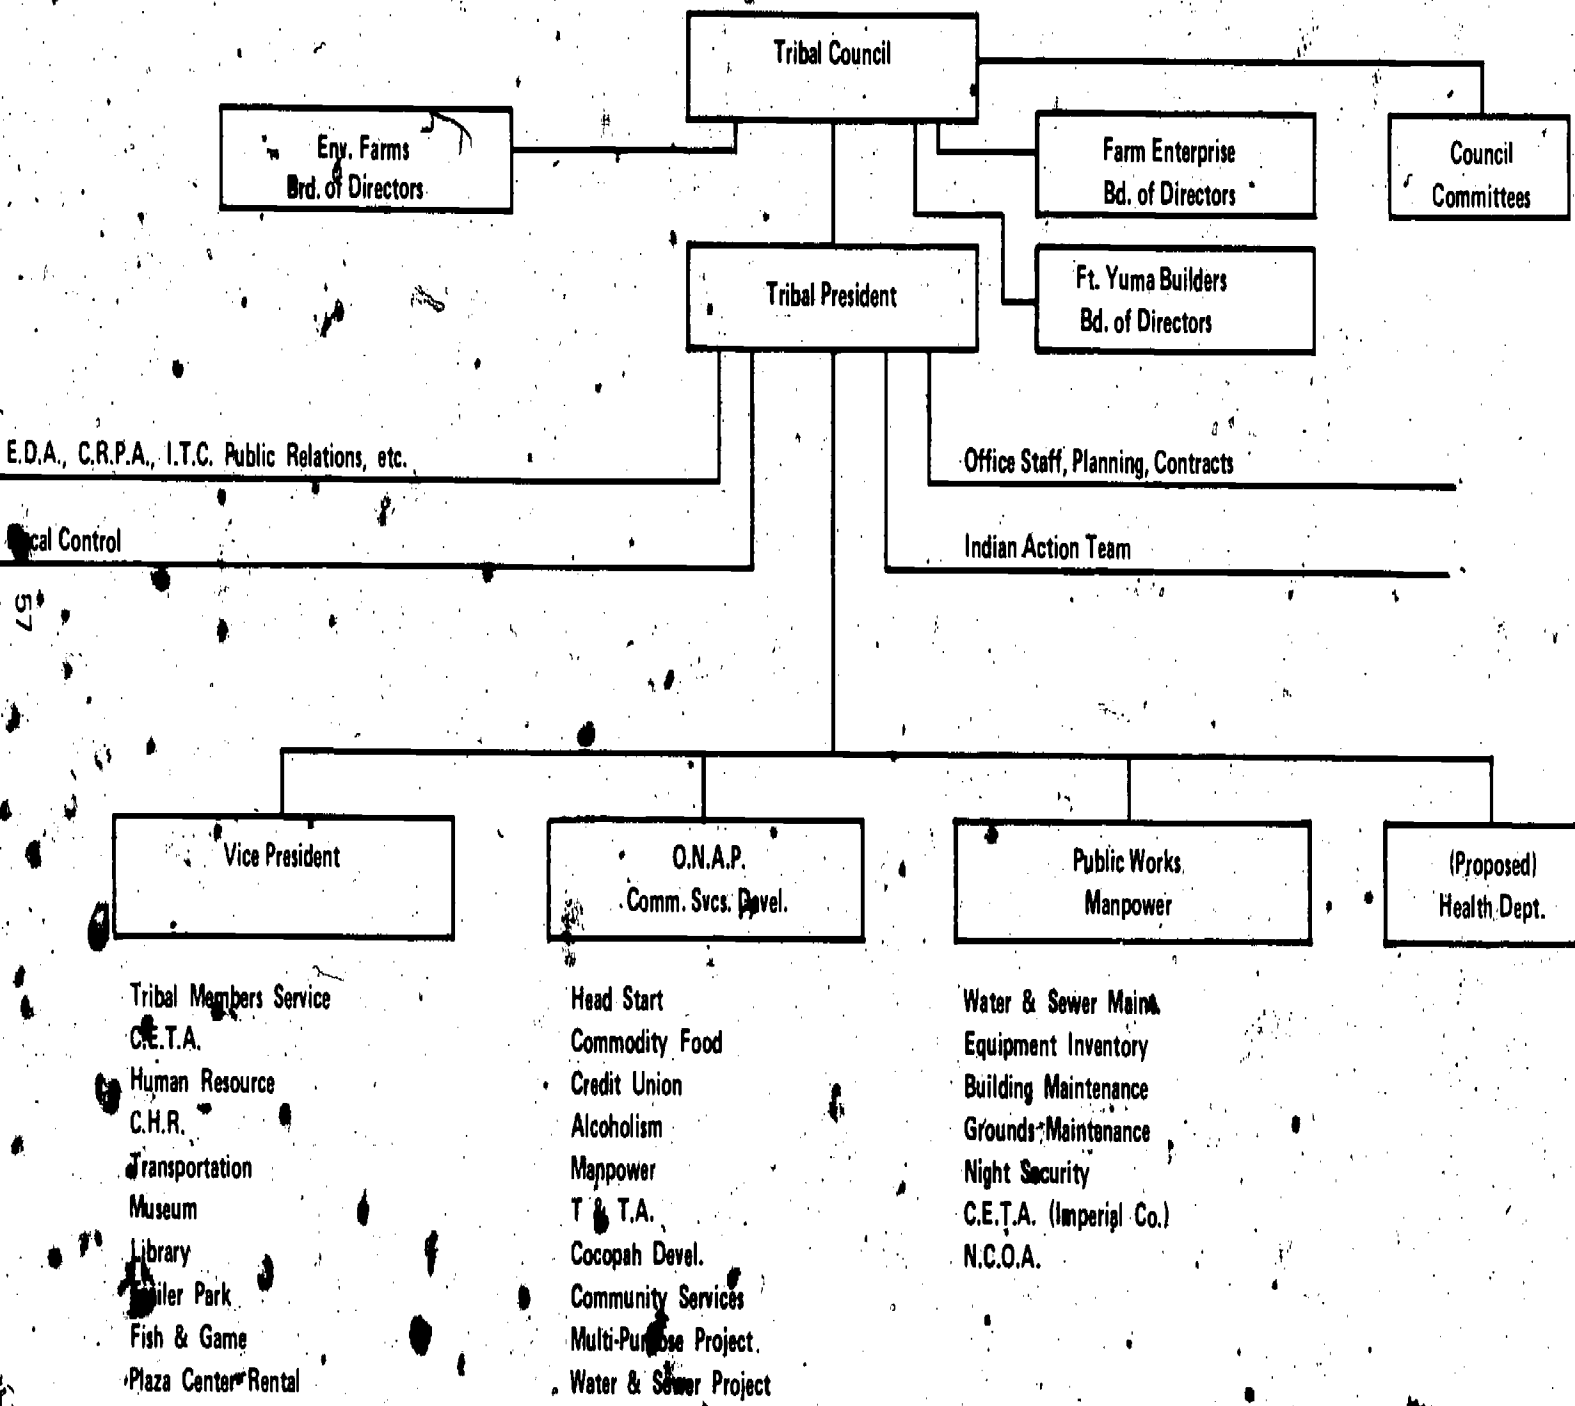 Tribal Council
Env. Farms
Brd. of Directors
Farm Enterprise
Bd. of Directors
Council
Committees
Tribal President
Ft. Yuma Builders
Bd. of Directors
E.D.A., C.R.P.A., I.T.C. Public Relations, etc.
Office Staff, Planning, Contracts
Control
Indian Action Team
57
Vice President
O.N.A.P.
Comm. Svcs. Devel.
Public Works
Manpower
(Proposed)
Health Dept.
Tribal Members Service
C.E.T.A.
Human Resource
C.H.R.
Transportation
Museum
Library
Trailer Park
Fish & Game
Plaza Center Rental
Head Start
Commodity Food
Credit Union
Alcoholism
Manpower
T & T.A.
Cocopah Devel.
Community Services
Multi-Purpose Project
Water & Sewer Project
Water & Sewer Maint.
Equipment Inventory
Building Maintenance
Grounds Maintenance
Night Security
C.E.T.A. (Imperial Co.)
N.C.O.A.